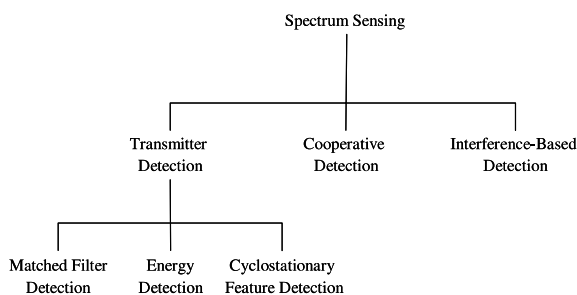 Spectrum Sensing
Transmitter
Detection
Cooperative
Detection
Interference-Based
Detection
Matched Filter
Detection
Energy
Detection
Cyclostationary
Feature Detection